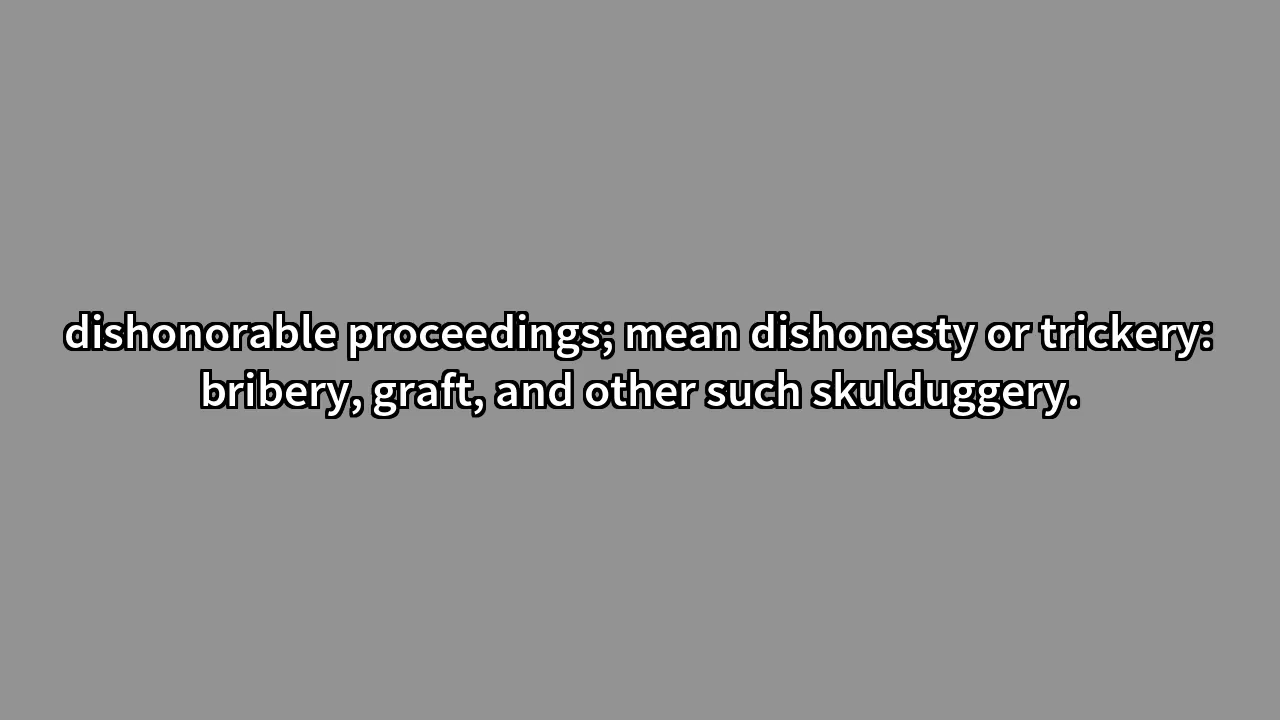 dishonorable proceedings; mean dishonesty or trickery:
bribery, graft, and other such skulduggery.